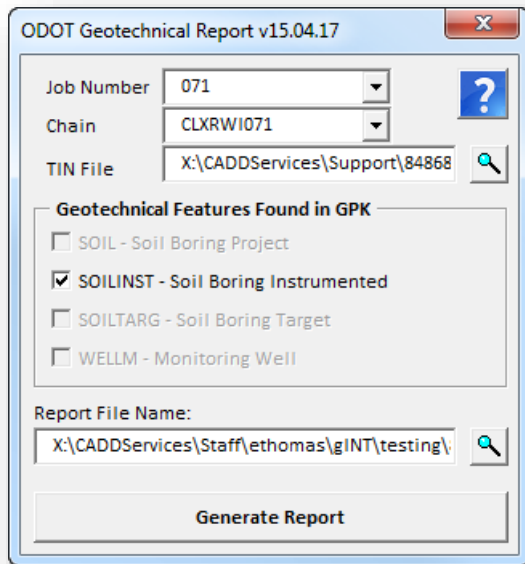 ODOT Geotechnical Report v15.04.17
Job Number 071
Chain CLXRWI071
TIN File X:\CADDServices\Support\84868
Geotechnical Features Found in GPK
SOIL - Soil Boring Project
SOILINST - Soil Boring Instrumented
SOILTARG - Soil Boring Target
WELLM - Monitoring Well
Report File Name:
X:\CADDServices\Staff\ethomas\gINT\testing\
Generate Report